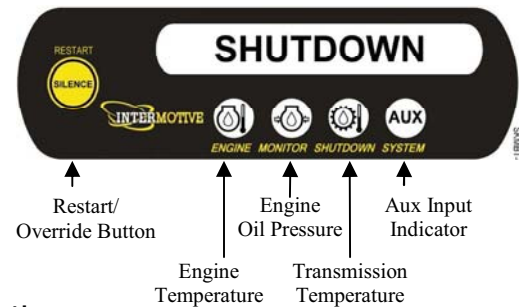 RESTART
SILENCE
SHUTDOWN
INTERMOTIVE
AUX
ENGINE MONITOR SHUTDOWN SYSTEM
Restart/
Override Button
Engine
Oil Pressure
Aux Input
Indicator
Engine
Temperature
Transmission
Temperature